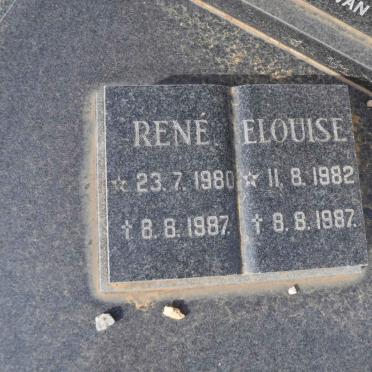 RENÉ
☆ 23.7.1980
† 8.8.1987.
ELOUISE
☆ 11.8.1982
† 8.8.1987.